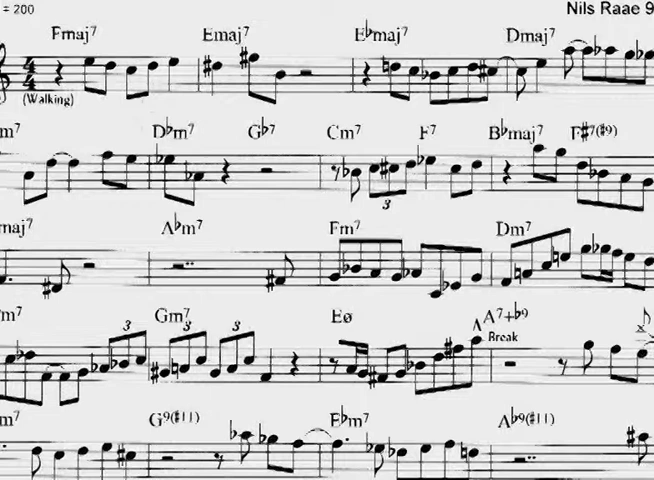 = 200
Nils Raae 9
Fmaj7 Emaj7 E♭maj7 Dmaj7
(Walking)
m7 D♭m7 G♭7 Cm7 F7 B♭maj7 F#7(#9)
3
maj7 A♭m7 Fm7 Dm7
m7 Gm7 Eø A7+♭9
3 3 3 Break
m7 G9(#11) E♭m7 A♭9(#11)